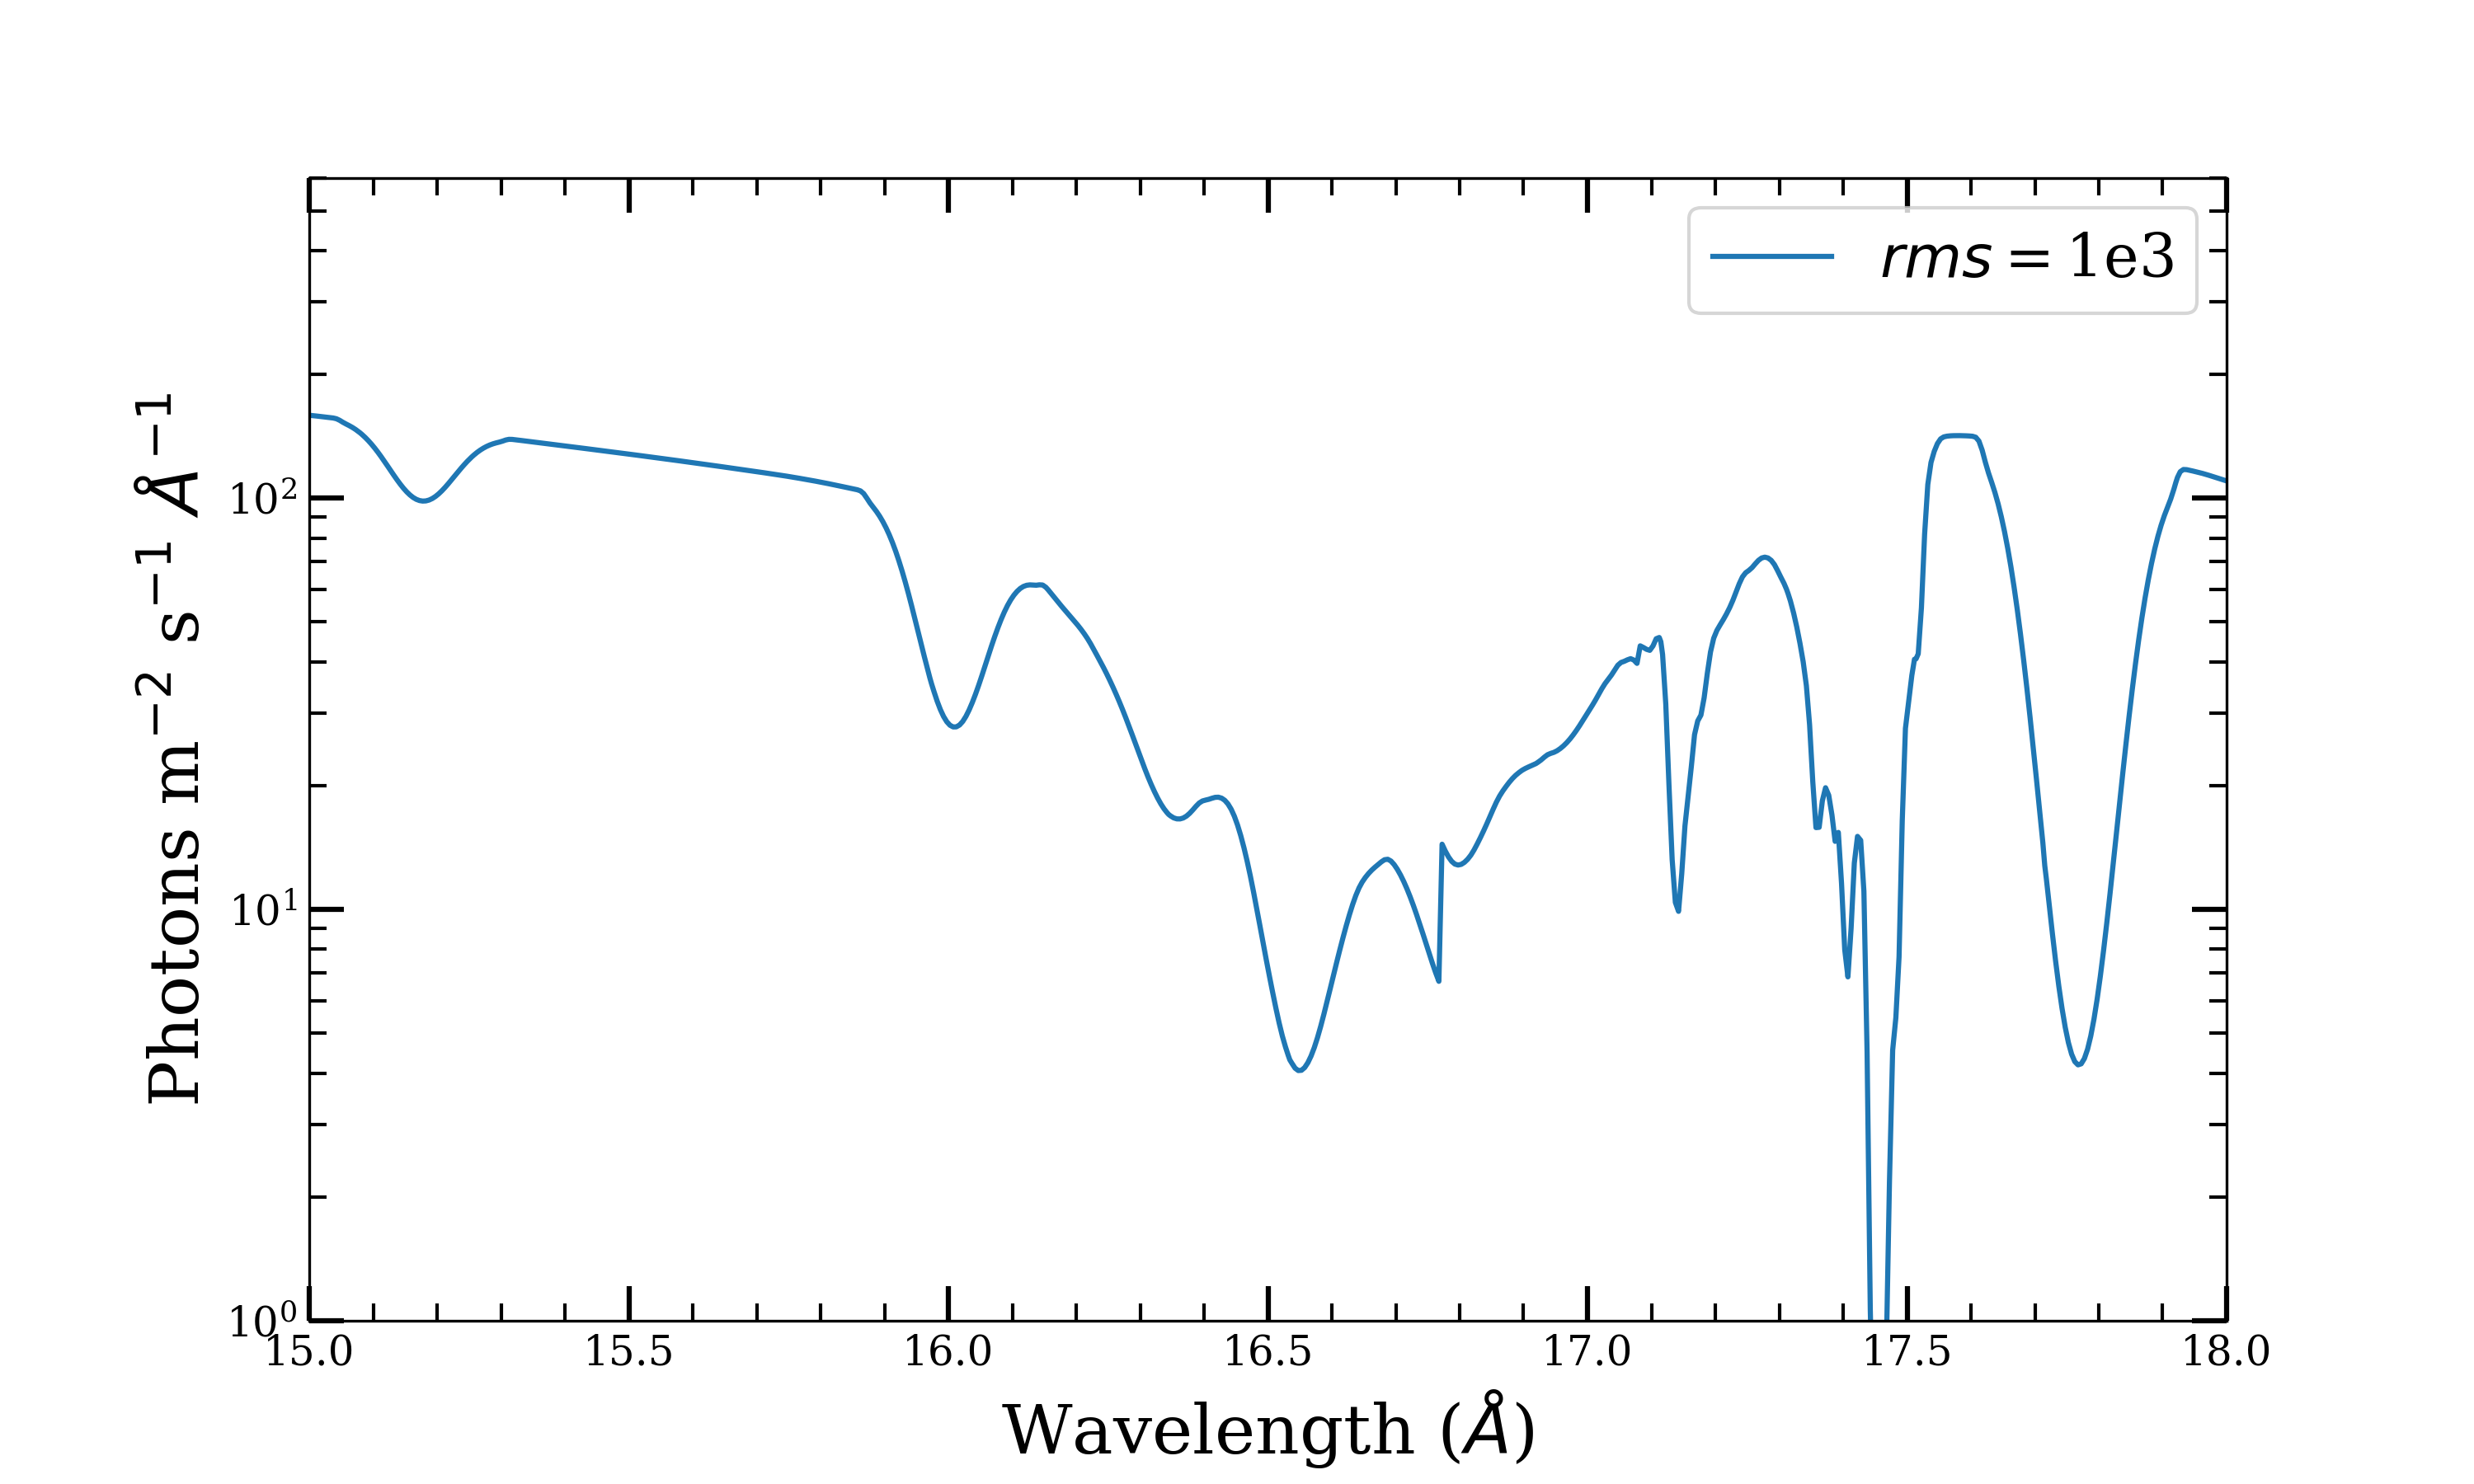 rms = 1e3
Photons m⁻² s⁻¹ Å⁻¹
10²
10¹
10⁰
15.0 15.5 16.0 16.5 17.0 17.5 18.0
Wavelength (Å)